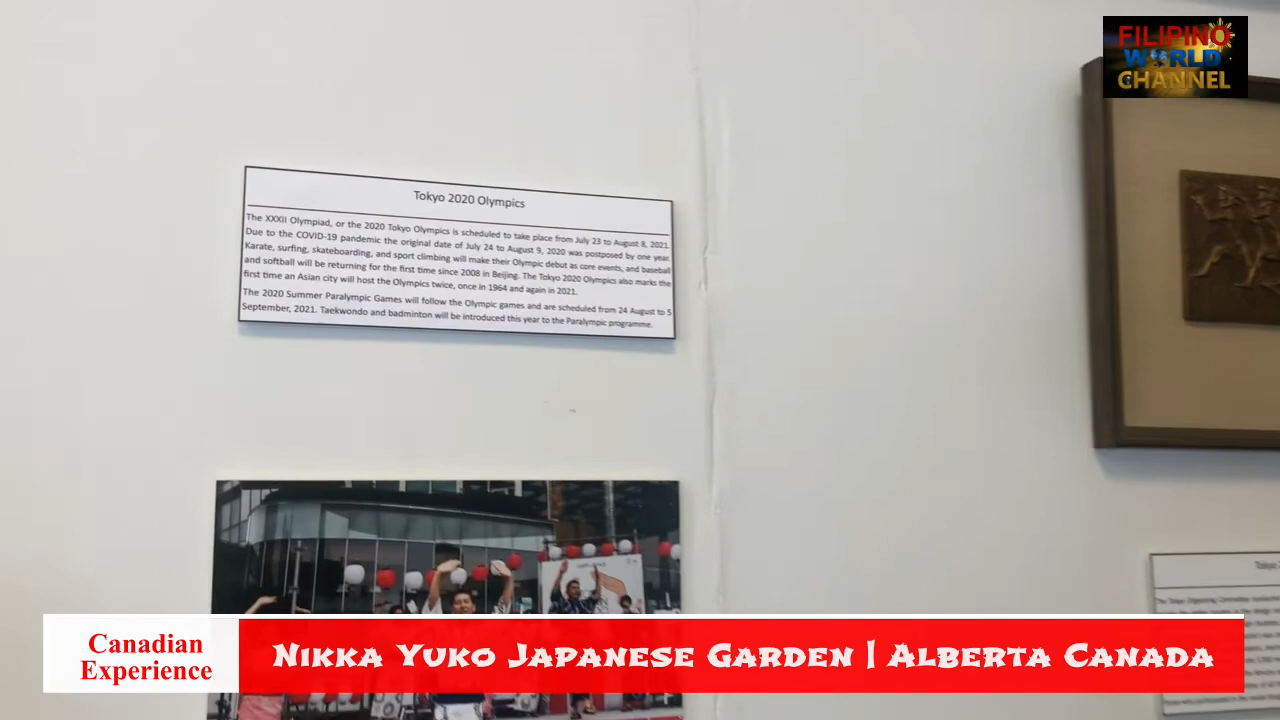 FILIPINO
WORLD
CHANNEL
Tokyo 2020 Olympics
The XXXII Olympiad, or the 2020 Tokyo Olympics is scheduled to take place from July 23 to August 8, 2021.
Due to the COVID-19 pandemic the original date of July 24 to August 9, 2020 was postposed by one year.
Karate, surfing, skateboarding, and sport climbing will make their Olympic debut as core events, and baseball
and softball will be returning for the first time since 2008 in Beijing. The Tokyo 2020 Olympics also marks the
first time an Asian city will host the Olympics twice, once in 1964 and again in 2021.
The 2020 Summer Paralympic Games will follow the Olympic games and are scheduled from 24 August to 5
September, 2021. Taekwondo and badminton will be introduced this year to the Paralympic programme.
Tokyo
Canadian
Experience
Nikka Yuko Japanese Garden | Alberta Canada